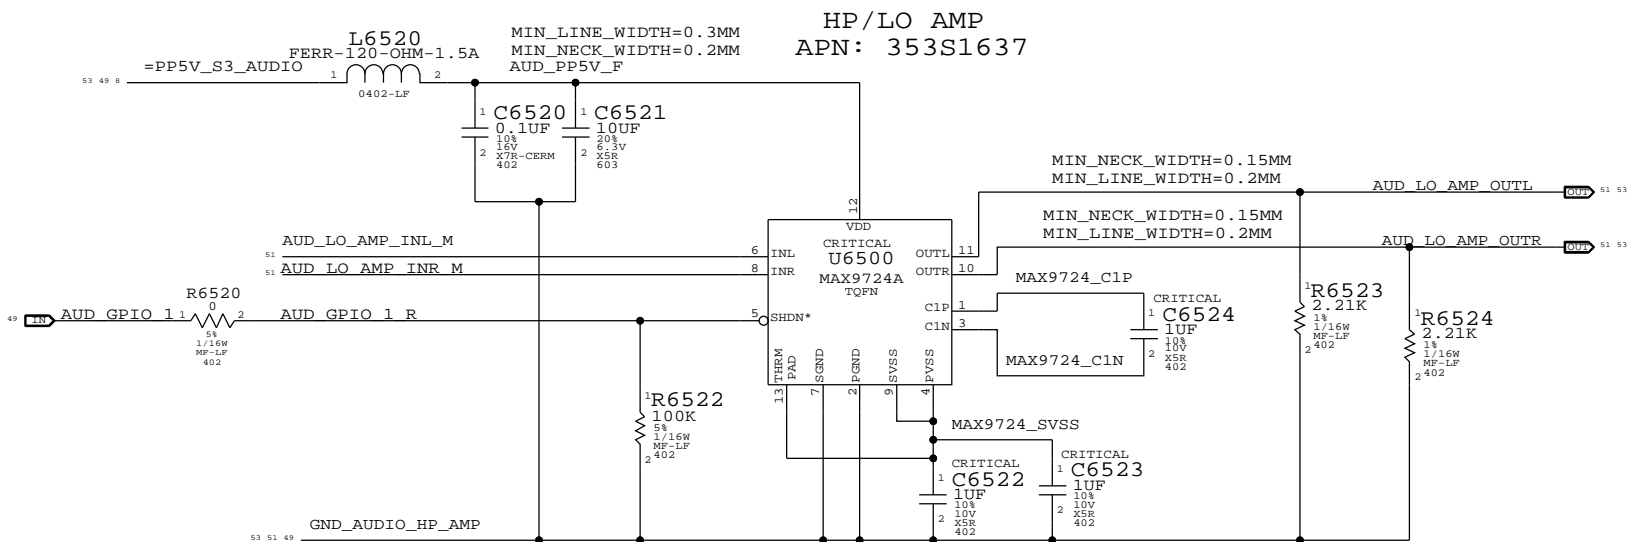 HP/LO AMP
APN: 353S1637
L6520
FERR-120-OHM-1.5A
MIN_LINE_WIDTH=0.3MM
MIN_NECK_WIDTH=0.2MM
AUD_PP5V_F
=PP5V_S3_AUDIO
53 49 8
1
2
0402-LF
1
C6520
0.1UF
10%
16V
2
X7R-CERM
402
1
C6521
10UF
20%
6.3V
2
X5R
603
MIN_NECK_WIDTH=0.15MM
MIN_LINE_WIDTH=0.2MM
AUD_LO_AMP_OUTL
OUT
51 53
MIN_NECK_WIDTH=0.15MM
MIN_LINE_WIDTH=0.2MM
AUD_LO_AMP_OUTR
OUT
51 53
12
VDD
CRITICAL
U6500
MAX9724A
TQFN
AUD_LO_AMP_INL_M
51
6
INL
AUD_LO_AMP_INR_M
51
8
INR
OUTL
11
OUTR
10
MAX9724_C1P
C1P
1
C1N
3
CRITICAL
1
C6524
1UF
10%
10V
2
X5R
402
MAX9724_C1N
R6520
0
49
IN
AUD_GPIO_1
1
2
5%
1/16W
MF-LF
402
AUD_GPIO_1_R
5
SHDN*
THRM
PAD
SGND
PGND
SVSS
PVSS
13
7
2
9
4
1
R6523
2.21K
1%
1/16W
MF-LF
2
402
1
R6524
2.21K
1%
1/16W
MF-LF
2
402
1
R6522
100K
5%
1/16W
MF-LF
2
402
MAX9724_SVSS
CRITICAL
1
C6522
1UF
10%
10V
2
X5R
402
CRITICAL
1
C6523
1UF
10%
10V
2
X5R
402
GND_AUDIO_HP_AMP
53 51 49